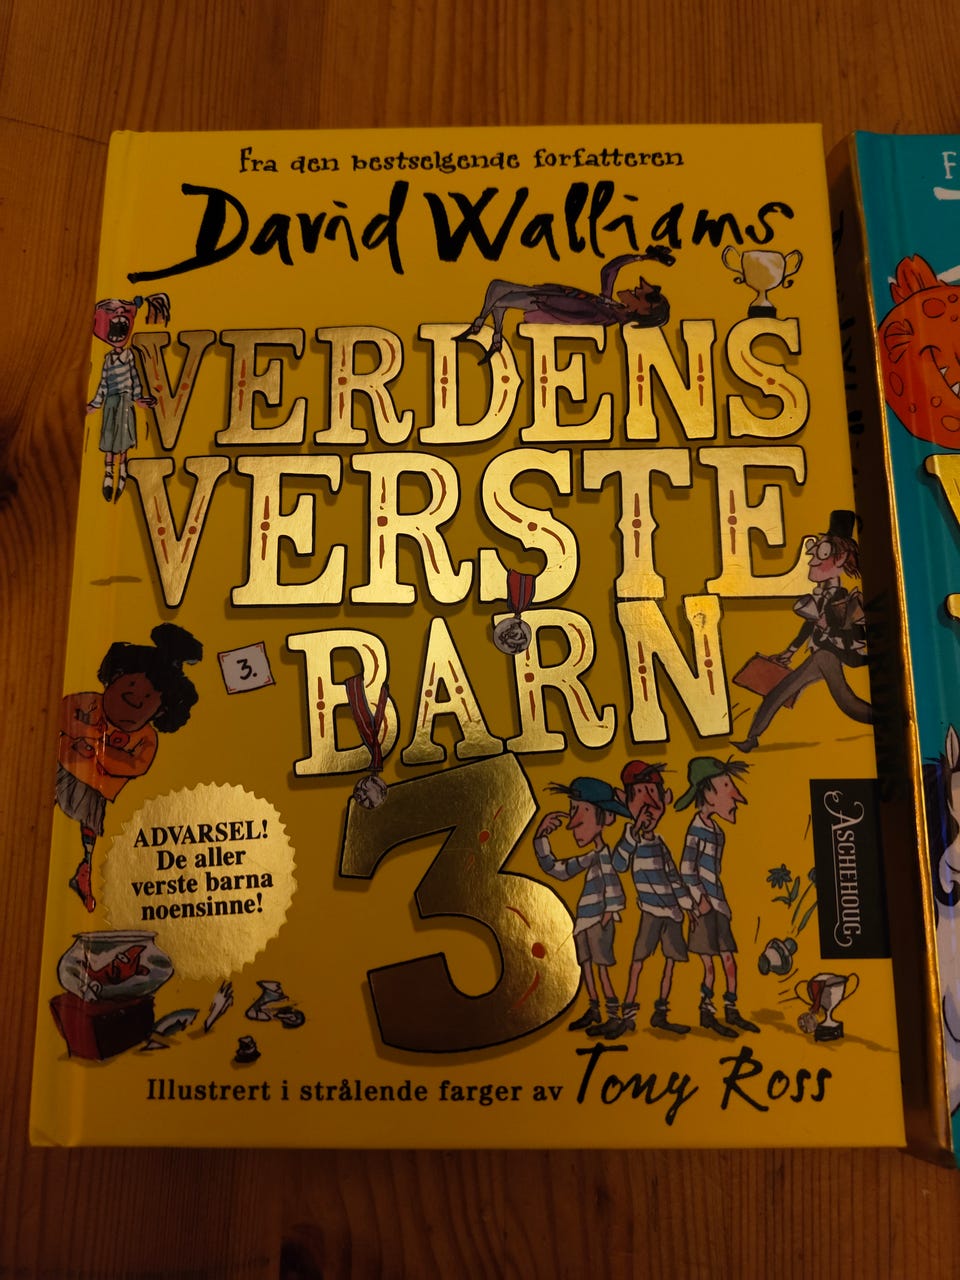 Fra den bestselgende forfatteren
David Walliams
VERDENS
VERSTE
BARN
3
3.
ADVARSEL!
De aller
verste barna
noensinne!
ASCHEHOUG
Illustrert i strålende farger av Tony Ross
F